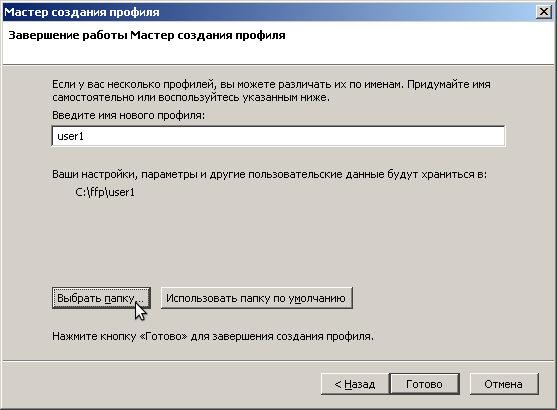 Мастер создания профиля
Завершение работы Мастер создания профиля
Если у вас несколько профилей, вы можете различать их по именам. Придумайте имя
самостоятельно или воспользуйтесь указанным ниже.
Введите имя нового профиля:
user1
Ваши настройки, параметры и другие пользовательские данные будут храниться в:
C:\ffp\user1
Выбрать папку... Использовать папку по умолчанию
Нажмите кнопку «Готово» для завершения создания профиля.
< Назад Готово Отмена